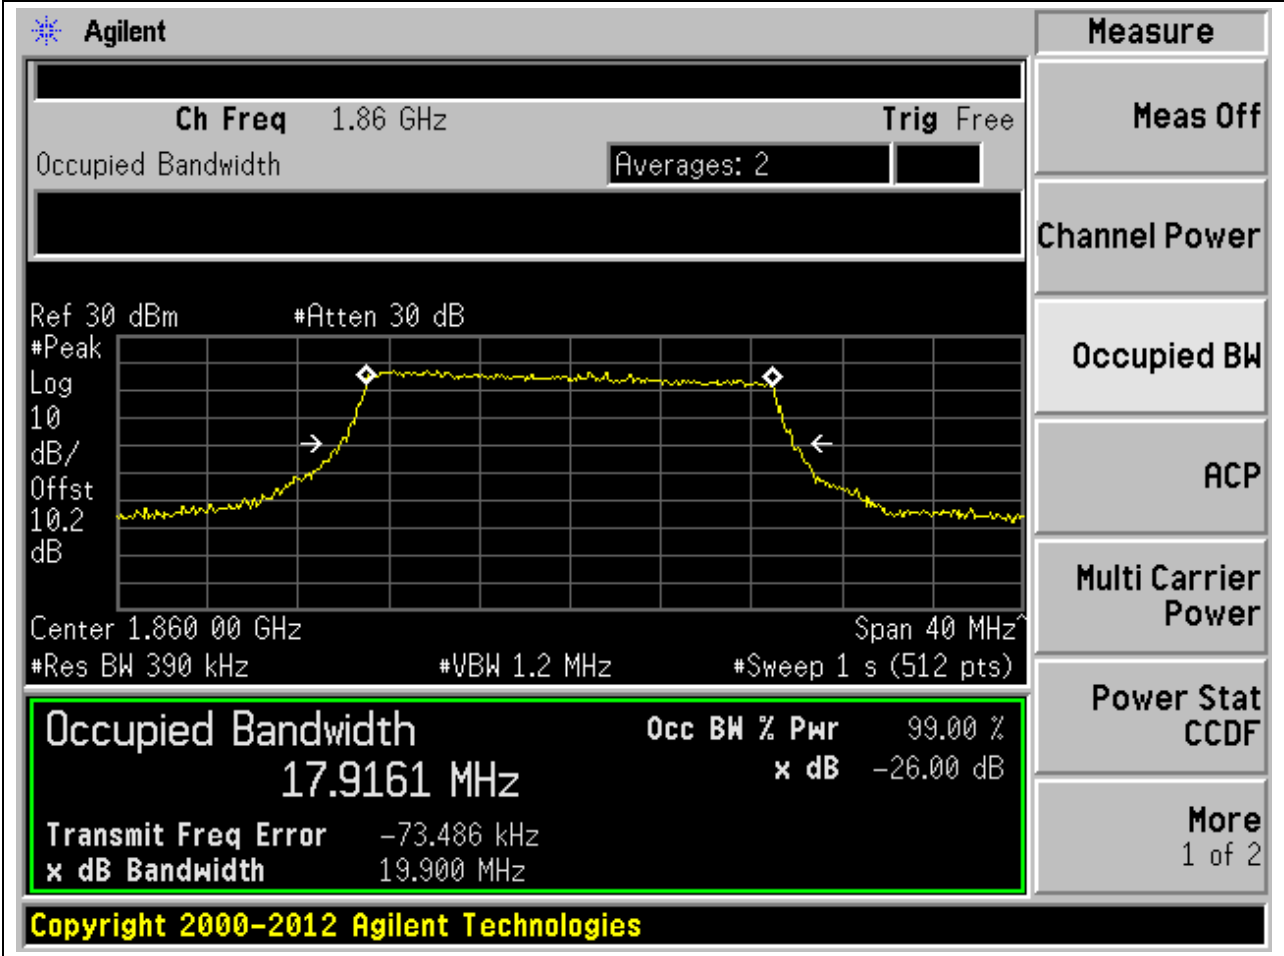 Agilent
Measure
Ch Freq 1.86 GHz Trig Free
Meas Off
Occupied Bandwidth Averages: 2
Channel Power
Ref 30 dBm #Atten 30 dB
#Peak
Log
10
dB/
Offst
10.2
dB
Occupied BW
ACP
Center 1.860 00 GHz Span 40 MHz^
#Res BW 390 kHz #VBW 1.2 MHz #Sweep 1 s (512 pts)
Multi Carrier
Power
Occupied Bandwidth Occ BW % Pwr 99.00 %
17.9161 MHz x dB -26.00 dB
Transmit Freq Error -73.486 kHz
x dB Bandwidth 19.900 MHz
Power Stat
CCDF
More
1 of 2
Copyright 2000-2012 Agilent Technologies